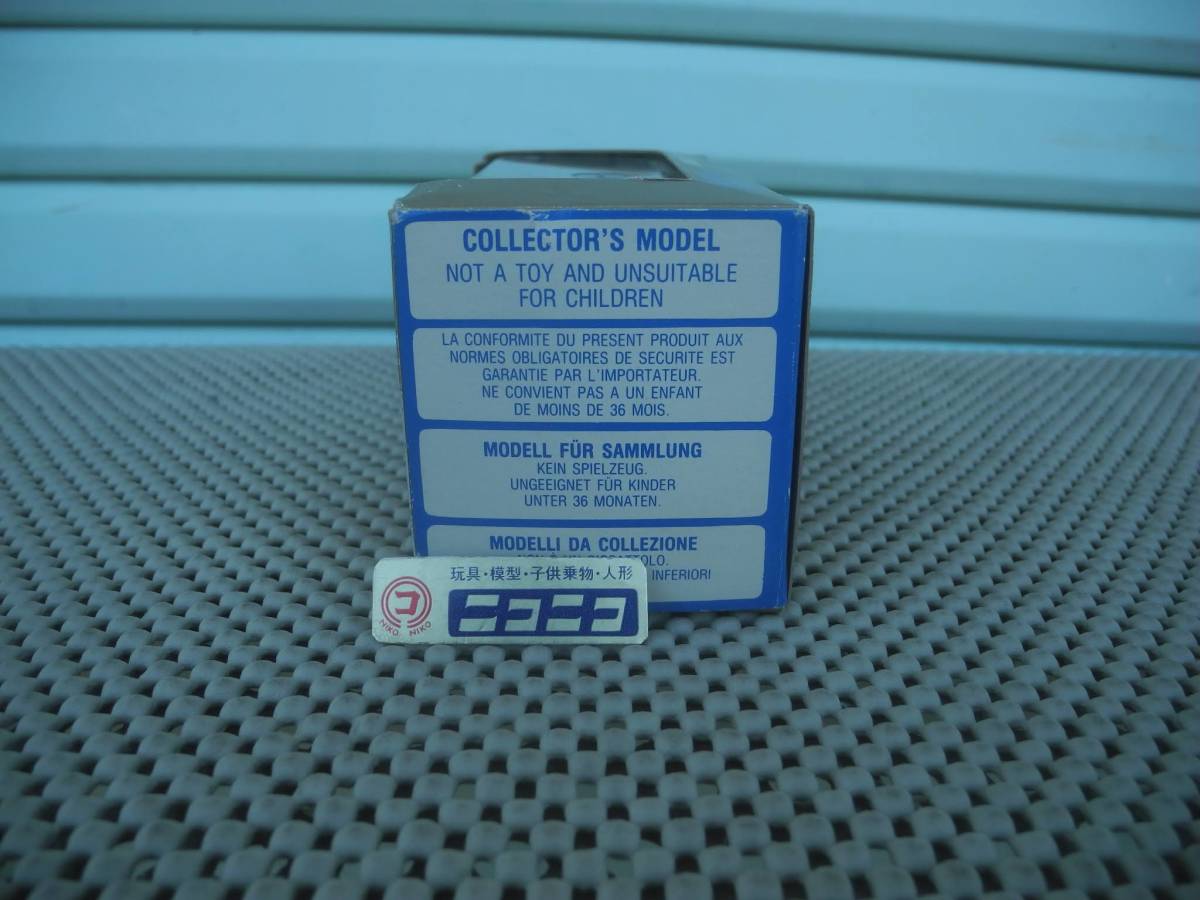 COLLECTOR'S MODEL
NOT A TOY AND UNSUITABLE
FOR CHILDREN
LA CONFORMITE DU PRESENT PRODUIT AUX
NORMES OBLIGATOIRES DE SECURITE EST
GARANTIE PAR L'IMPORTATEUR.
NE CONVIENT PAS A UN ENFANT
DE MOINS DE 36 MOIS.
MODELL FÜR SAMMLUNG
KEIN SPIELZEUG.
UNGEEIGNET FÜR KINDER
UNTER 36 MONATEN.
MODELLI DA COLLEZIONE
INFERIORI
玩具・模型・子供乗物・人形
コ
NIKO NIKO
ニコニコ